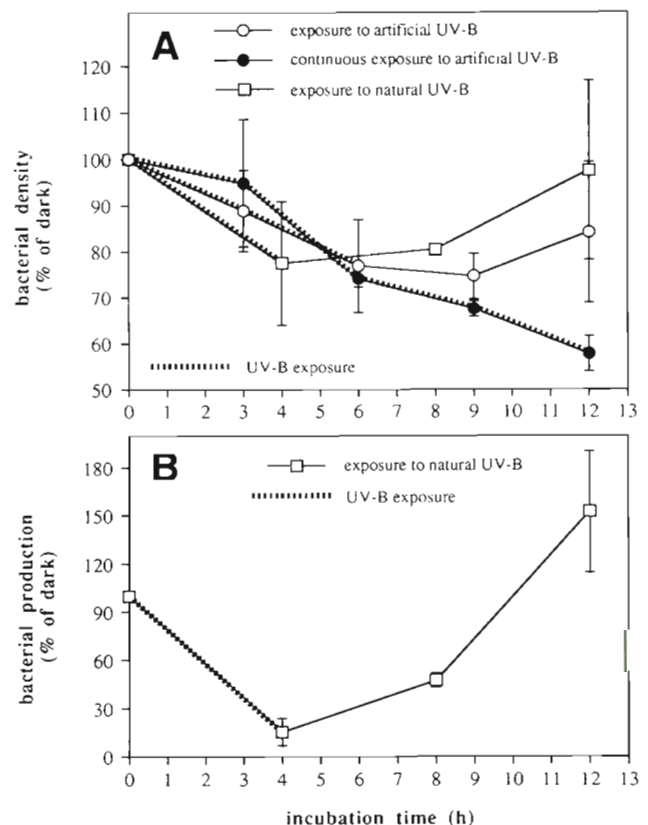 A
exposure to artificial UV-B
continuous exposure to artificial UV-B
exposure to natural UV-B
120
110
100
90
80
70
60
50
bacterial density
(% of dark)
UV-B exposure
0 1 2 3 4 5 6 7 8 9 10 11 12 13
B
exposure to natural UV-B
UV-B exposure
180
150
120
90
60
30
0
bacterial production
(% of dark)
0 1 2 3 4 5 6 7 8 9 10 11 12 13
incubation time (h)